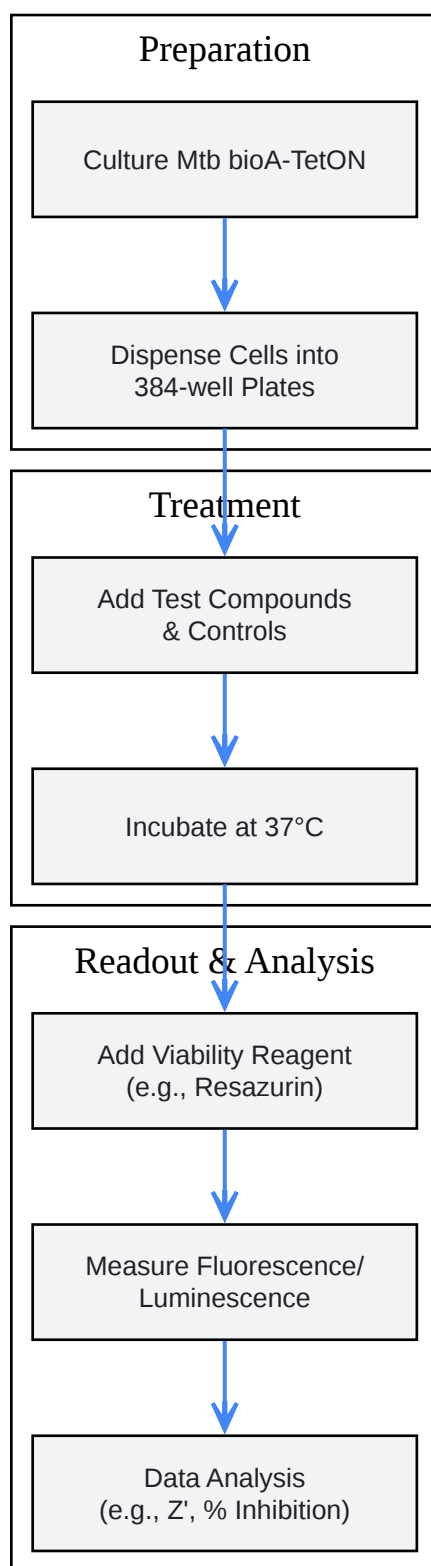 Preparation
Culture Mtb bioA-TetON
Dispense Cells into
384-well Plates
Treatment
Add Test Compounds
& Controls
Incubate at 37°C
Readout & Analysis
Add Viability Reagent
(e.g., Resazurin)
Measure Fluorescence/
Luminescence
Data Analysis
(e.g., Z', % Inhibition)